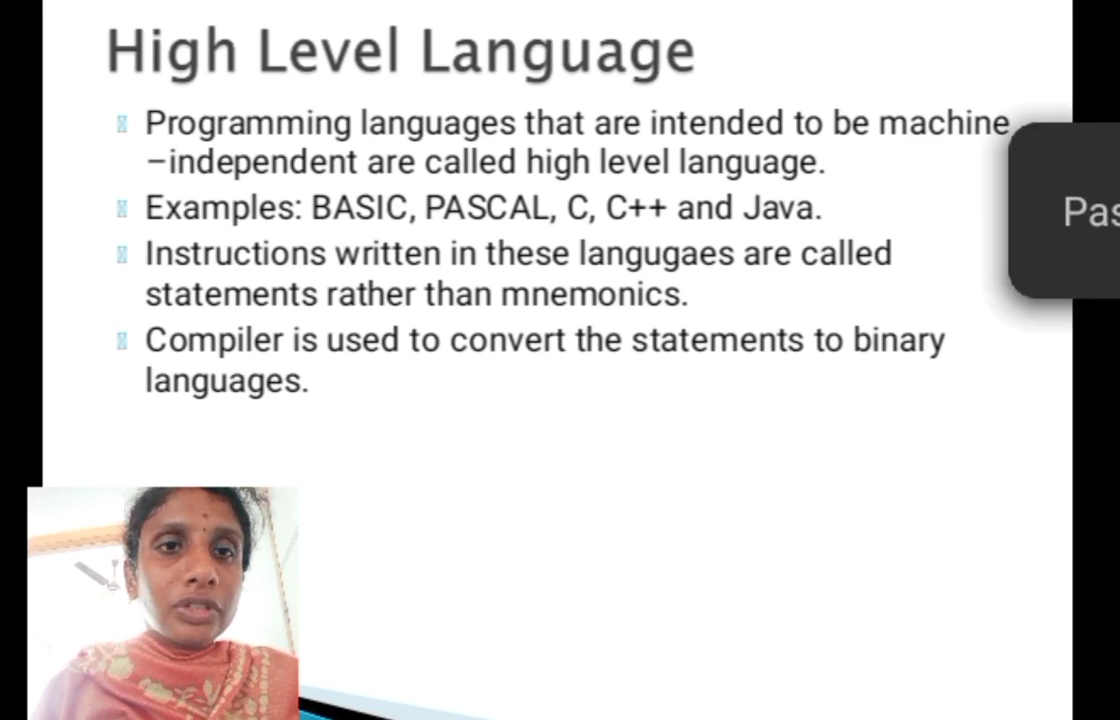 High Level Language
Programming languages that are intended to be machine
–independent are called high level language.
Examples: BASIC, PASCAL, C, C++ and Java.
Instructions written in these langugaes are called
statements rather than mnemonics.
Compiler is used to convert the statements to binary
languages.
Pas